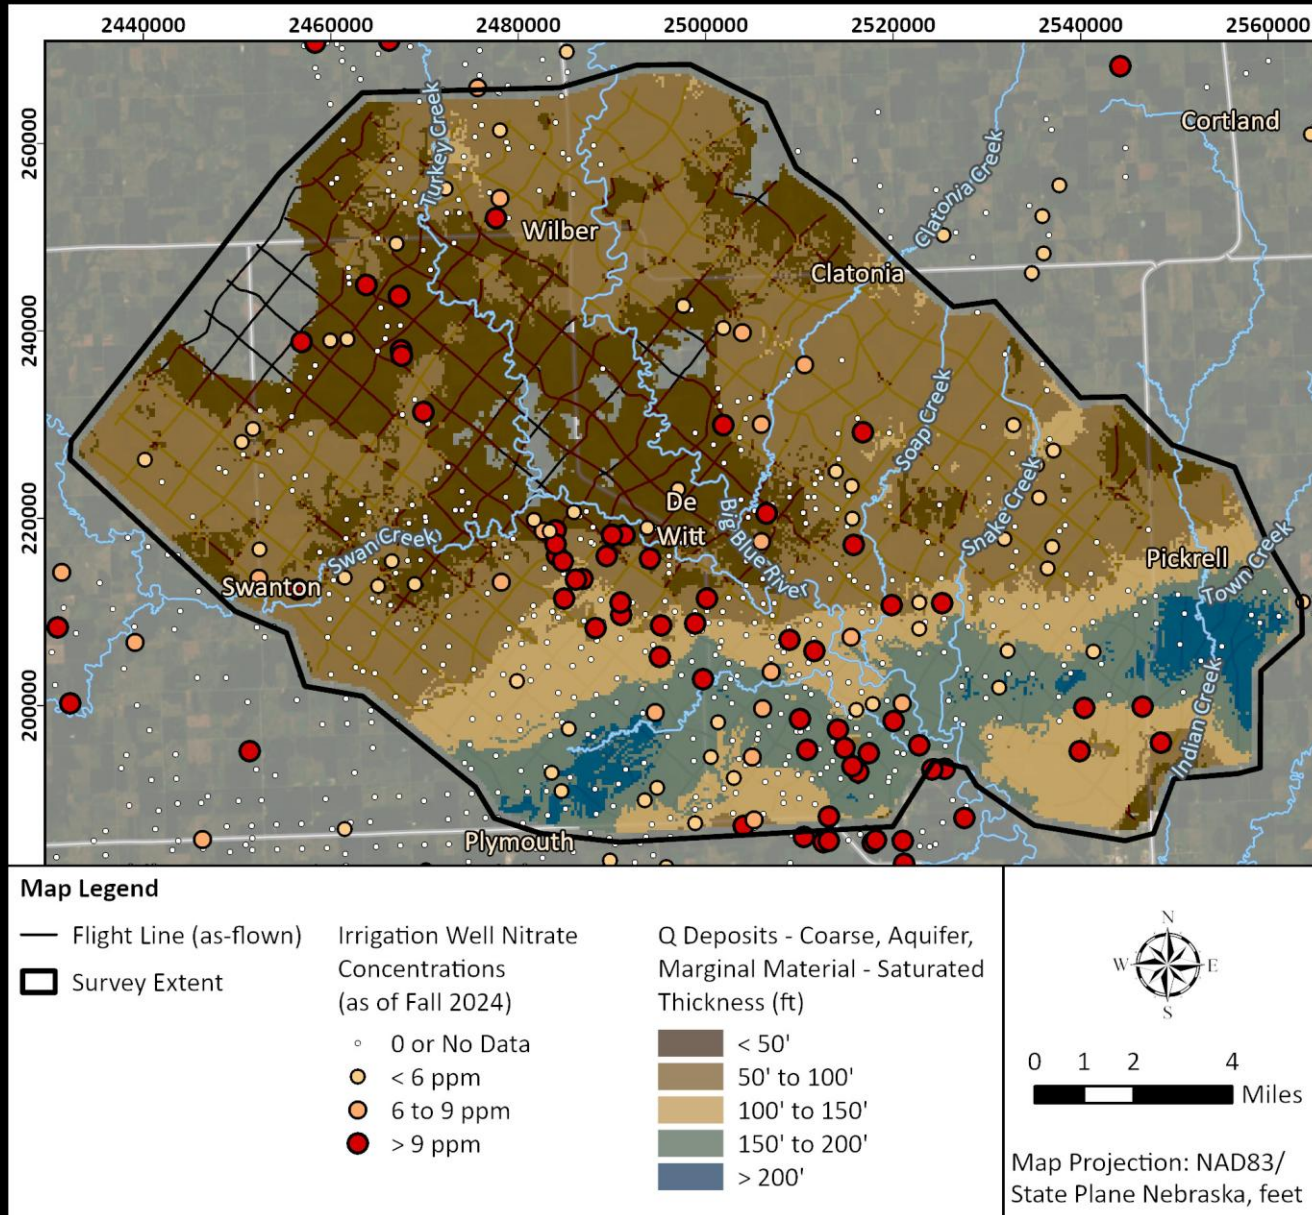 2440000 2460000 2480000 2500000 2520000 2540000 2560000
260000
240000
220000
200000
Turkey Creek
Clatonia Creek
Cortland
Wilber
Clatonia
Soap Creek
Snake Creek
De
Witt
Big Blue River
Swan Creek
Swanton
Pickrell
Town Creek
Indian Creek
Plymouth
Map Legend
Flight Line (as-flown)
Survey Extent
Irrigation Well Nitrate
Concentrations
(as of Fall 2024)
0 or No Data
< 6 ppm
6 to 9 ppm
> 9 ppm
Q Deposits - Coarse, Aquifer,
Marginal Material - Saturated
Thickness (ft)
< 50'
50' to 100'
100' to 150'
150' to 200'
> 200'
N
W E
S
0 1 2 4
Miles
Map Projection: NAD83/
State Plane Nebraska, feet